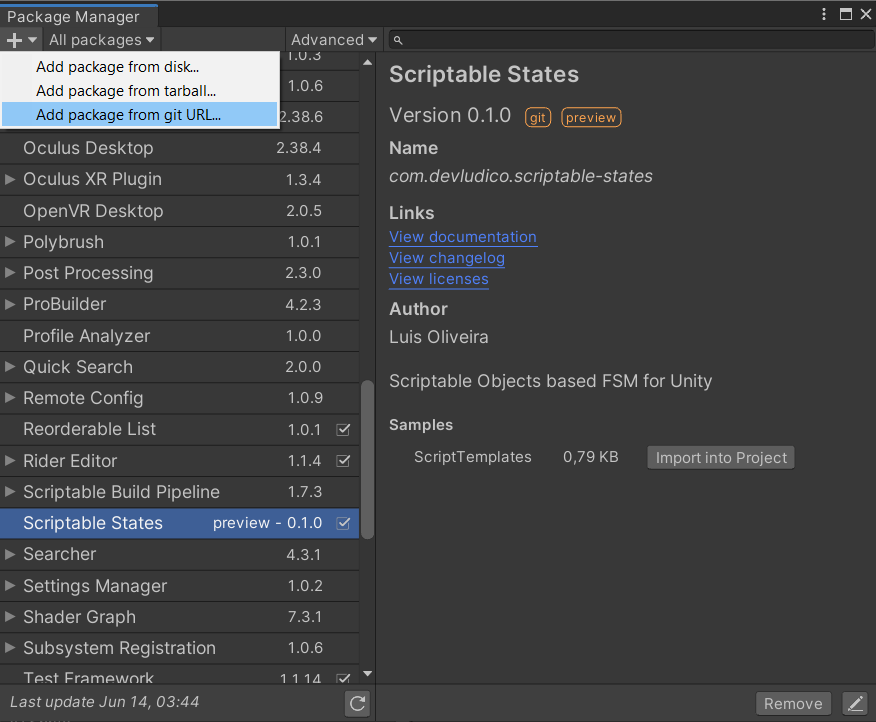 Package Manager
All packages
Advanced
Add package from disk...
Add package from tarball...
Add package from git URL...
1.0.3
1.0.6
2.38.6
Oculus Desktop 2.38.4
Oculus XR Plugin 1.3.4
OpenVR Desktop 2.0.5
Polybrush 1.0.1
Post Processing 2.3.0
ProBuilder 4.2.3
Profile Analyzer 1.0.0
Quick Search 2.0.0
Remote Config 1.0.9
Reorderable List 1.0.1
Rider Editor 1.1.4
Scriptable Build Pipeline 1.7.3
Scriptable States preview - 0.1.0
Searcher 4.3.1
Settings Manager 1.0.2
Shader Graph 7.3.1
Subsystem Registration 1.0.6
Test Framework 1.1.14
Last update Jun 14, 03:44
Scriptable States
Version 0.1.0 git preview
Name
com.devludico.scriptable-states
Links
View documentation
View changelog
View licenses
Author
Luis Oliveira
Scriptable Objects based FSM for Unity
Samples
ScriptTemplates 0,79 KB Import into Project
Remove